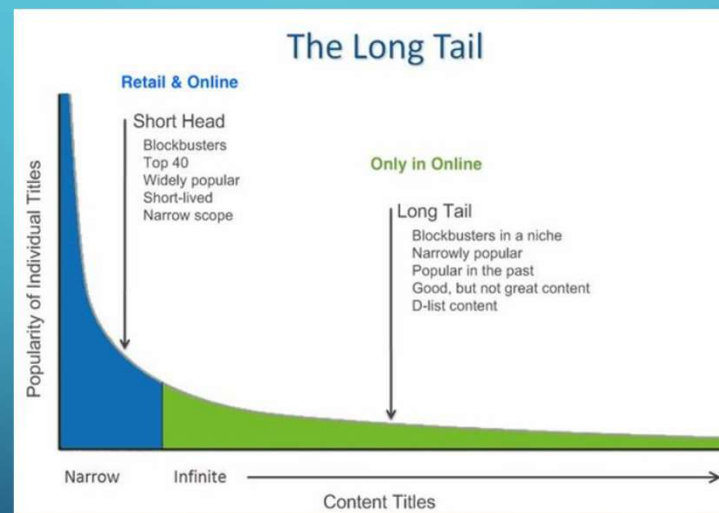 The Long Tail
Retail & Online
Short Head
Blockbusters
Top 40
Widely popular
Short-lived
Narrow scope
Only in Online
Long Tail
Blockbusters in a niche
Narrowly popular
Popular in the past
Good, but not great content
D-list content
Popularity of Individual Titles
Narrow
Infinite
Content Titles